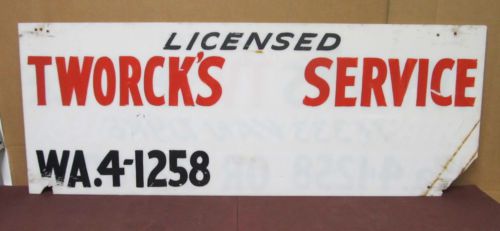 LICENSED
TWORCK'S SERVICE
WA.4-1258